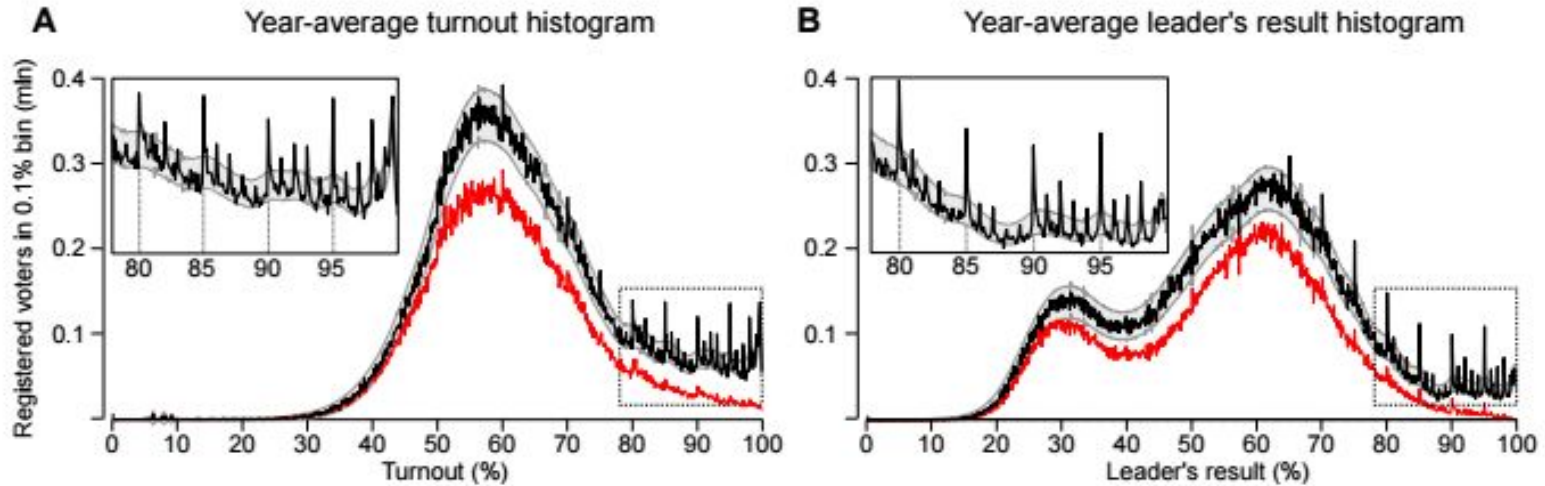 A
Year-average turnout histogram
Registered voters in 0.1% bin (mln)
0.4
0.3
0.2
0.1
80 85 90 95
0 10 20 30 40 50 60 70 80 90 100
Turnout (%)
B
Year-average leader's result histogram
0.4
0.3
0.2
0.1
80 85 90 95
0 10 20 30 40 50 60 70 80 90 100
Leader's result (%)